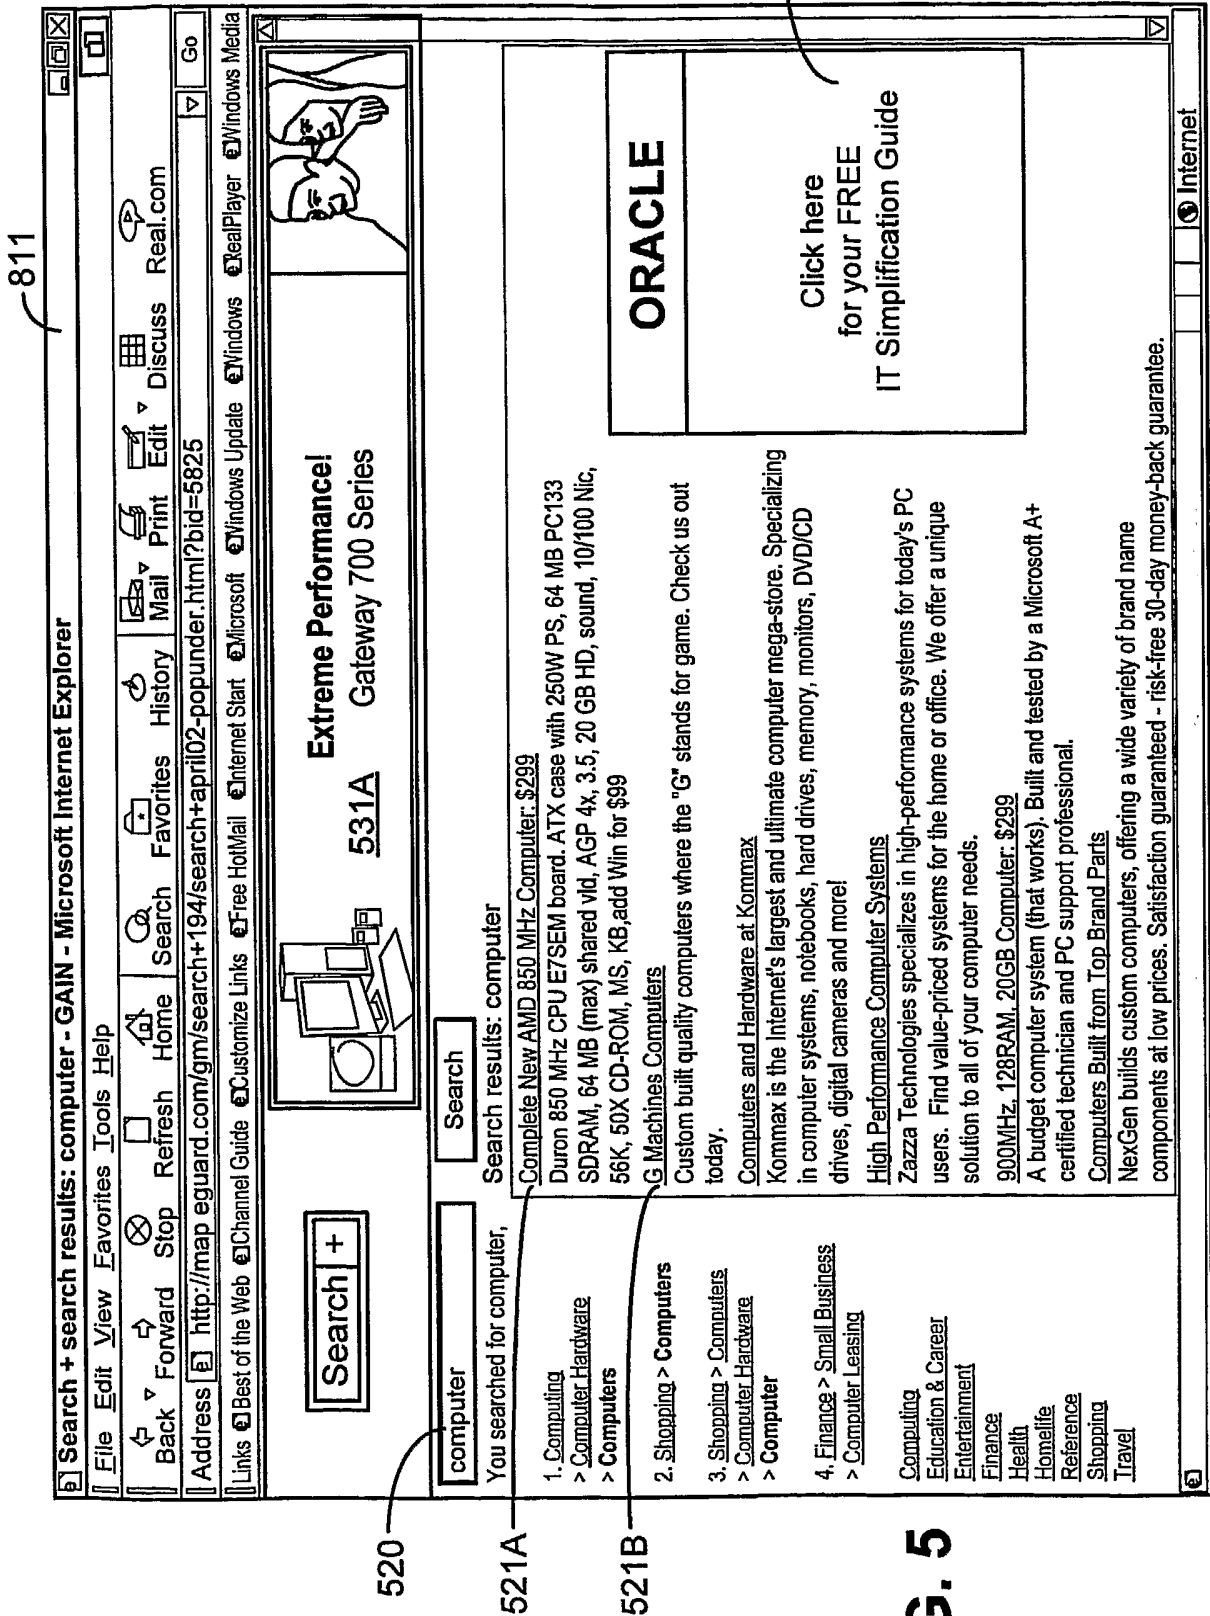 811
Search + search results: computer - GAIN - Microsoft Internet Explorer
File Edit View Favorites Tools Help
Back Forward Stop Refresh Home Search Favorites History Mail Print Edit Discuss Real.com
Address http://map eguard.com/gm/search+194/search+april02-popunder.html?bid=5825 Go
Links Best of the Web Channel Guide Customize Links Free HotMail Internet Start Microsoft Windows Update Windows RealPlayer Windows Media
Search +
Extreme Performance!
531A Gateway 700 Series
520
computer
Search
You searched for computer,
1. Computing
> Computer Hardware
> Computers
2. Shopping > Computers
3. Shopping > Computers
> Computer Hardware
> Computer
4. Finance > Small Business
> Computer Leasing
Computing
Education & Career
Entertainment
Finance
Health
Homelife
Reference
Shopping
Travel
Search results: computer
521A
Complete New AMD 850 MHz Computer: $299
Duron 850 MHz CPU E7SEM board. ATX case with 250W PS, 64 MB PC133
SDRAM, 64 MB (max) shared vid, AGP 4x, 3.5, 20 GB HD, sound, 10/100 Nic,
56K, 50X CD-ROM, MS, KB,add Win for $99
521B
G Machines Computers
Custom built quality computers where the "G" stands for game. Check us out
today.
Computers and Hardware at Kommax
Kommax is the Internet's largest and ultimate computer mega-store. Specializing
in computer systems, notebooks, hard drives, memory, monitors, DVD/CD
drives, digital cameras and more!
High Performance Computer Systems
Zazza Technologies specializes in high-performance systems for today's PC
users. Find value-priced systems for the home or office. We offer a unique
solution to all of your computer needs.
900MHz, 128RAM, 20GB Computer: $299
A budget computer system (that works). Built and tested by a Microsoft A+
certified technician and PC support professional.
Computers Built from Top Brand Parts
NexGen builds custom computers, offering a wide variety of brand name
components at low prices. Satisfaction guaranteed - risk-free 30-day money-back guarantee.
ORACLE
Click here
for your FREE
IT Simplification Guide
Internet
G. 5